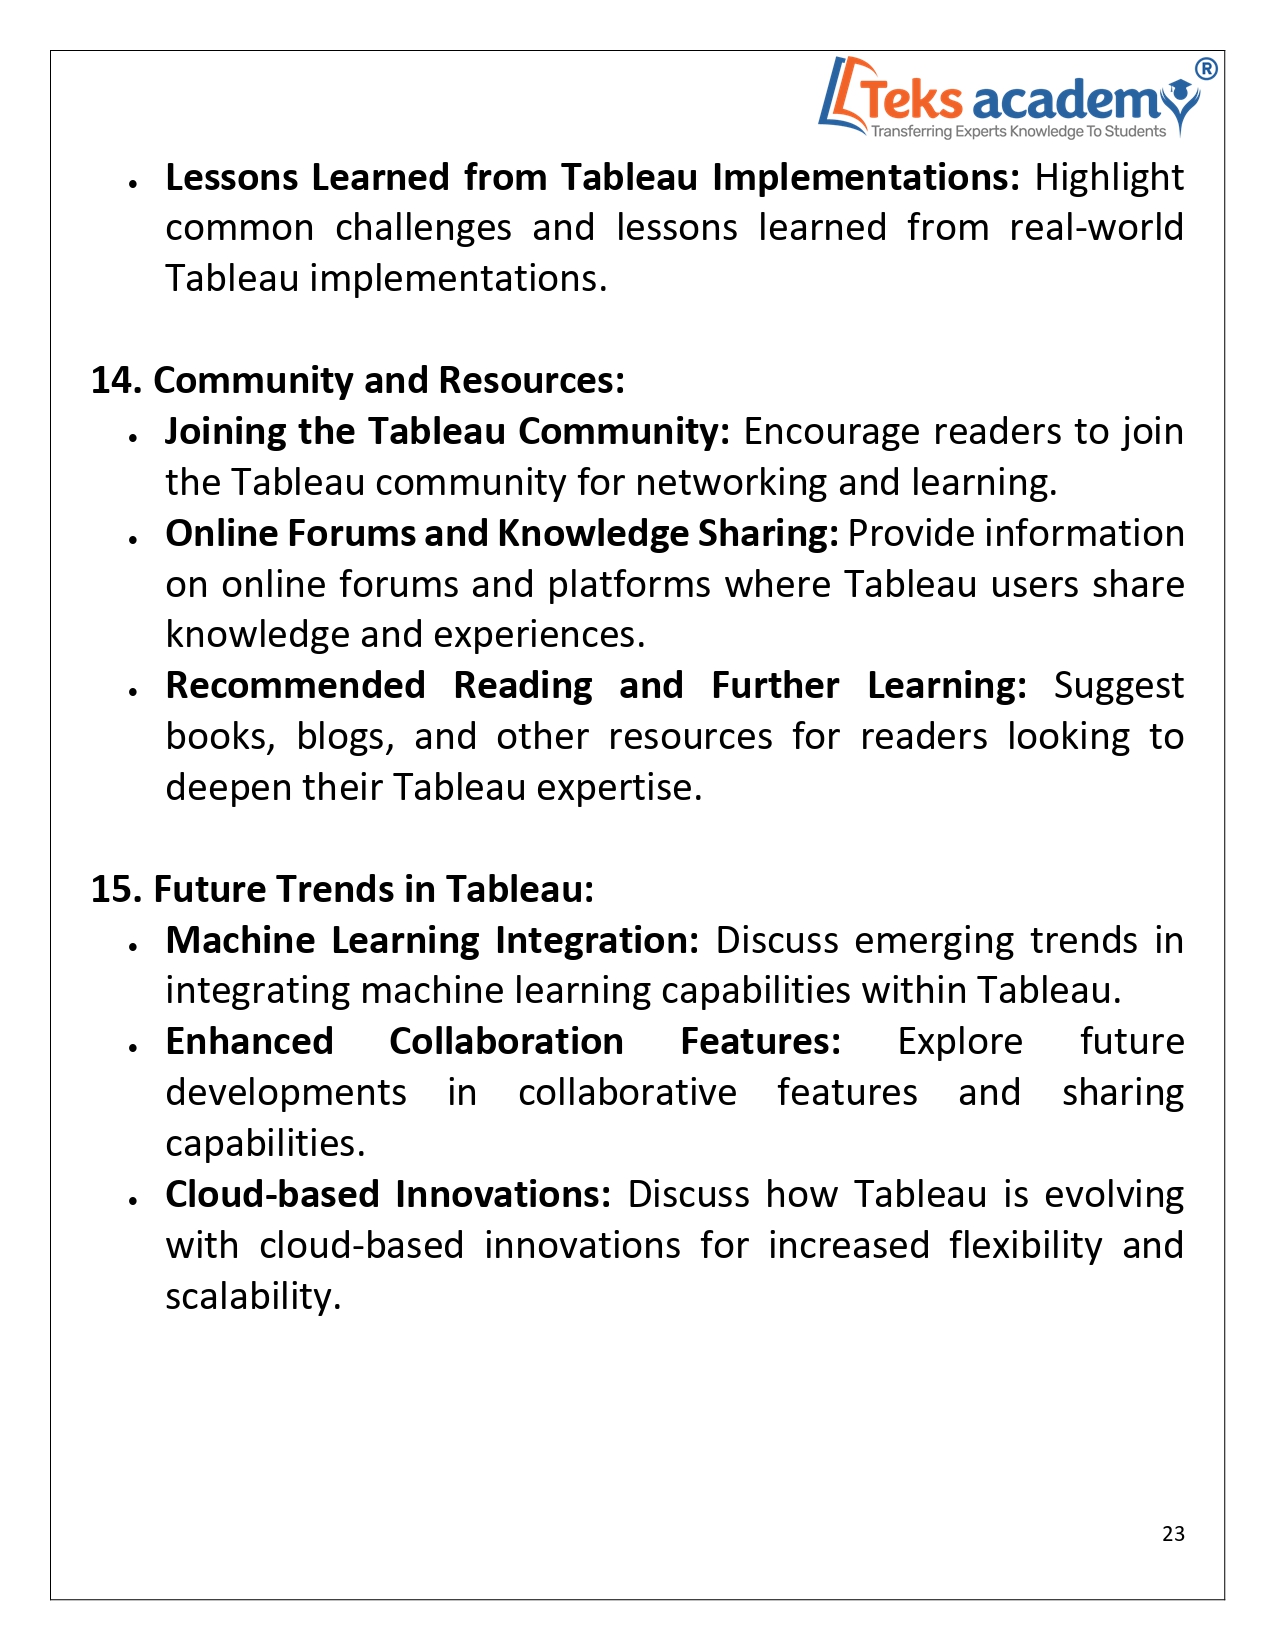 Teks academy ®
Transferring Experts Knowledge To Students
• Lessons Learned from Tableau Implementations: Highlight
common challenges and lessons learned from real-world
Tableau implementations.
14. Community and Resources:
• Joining the Tableau Community: Encourage readers to join
the Tableau community for networking and learning.
• Online Forums and Knowledge Sharing: Provide information
on online forums and platforms where Tableau users share
knowledge and experiences.
• Recommended Reading and Further Learning: Suggest
books, blogs, and other resources for readers looking to
deepen their Tableau expertise.
15. Future Trends in Tableau:
• Machine Learning Integration: Discuss emerging trends in
integrating machine learning capabilities within Tableau.
• Enhanced Collaboration Features: Explore future
developments in collaborative features and sharing
capabilities.
• Cloud-based Innovations: Discuss how Tableau is evolving
with cloud-based innovations for increased flexibility and
scalability.
23